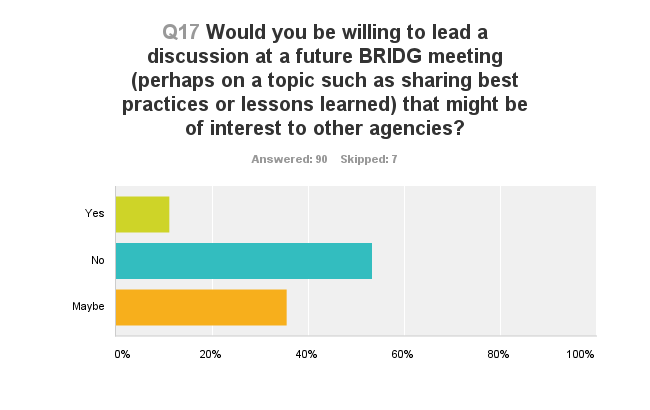 Q17 Would you be willing to lead a
discussion at a future BRIDG meeting
(perhaps on a topic such as sharing best
practices or lessons learned) that might be
of interest to other agencies?
Answered: 90 Skipped: 7
Yes
No
Maybe
0% 20% 40% 60% 80% 100%